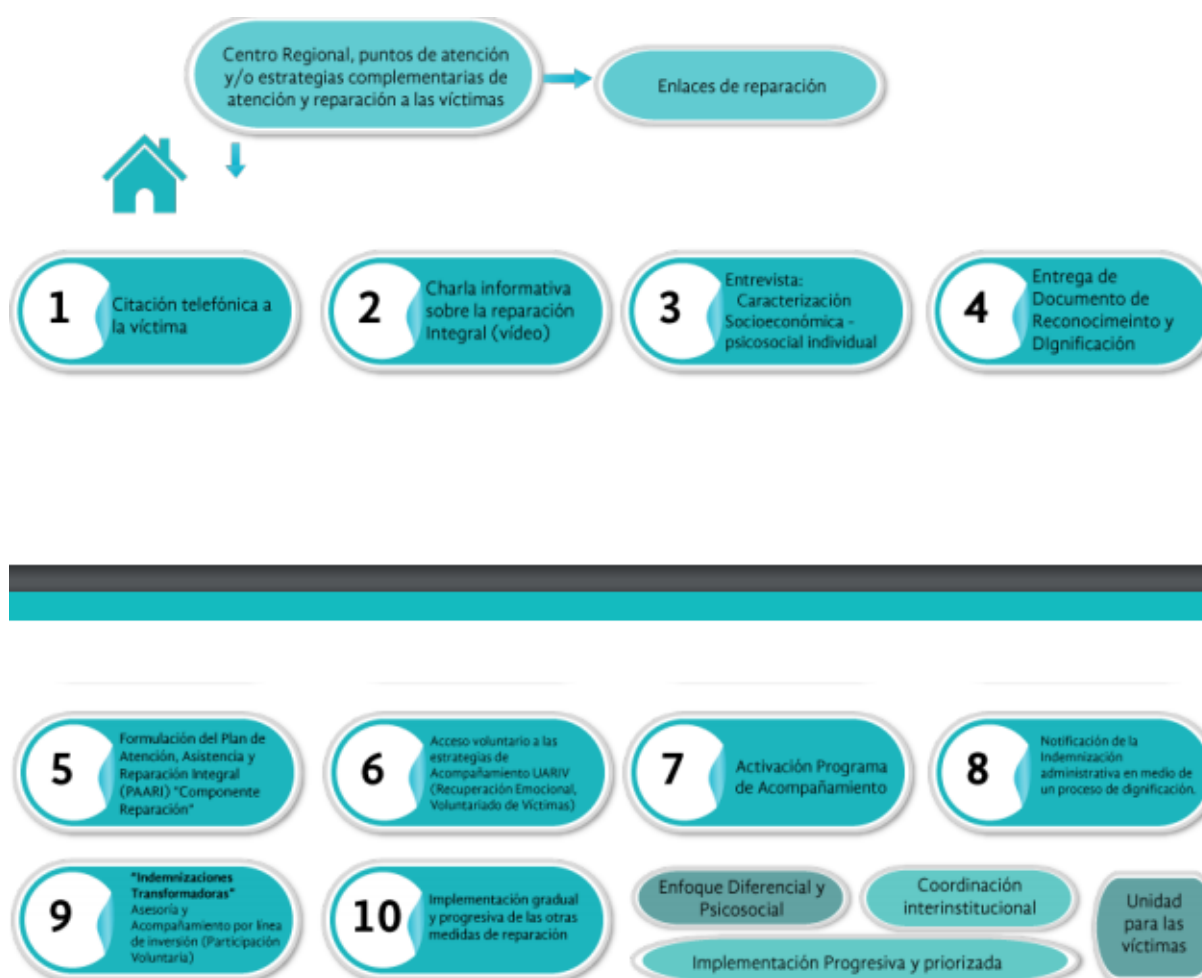 Centro Regional, puntos de atención
y/o estrategias complementarias de
atención y reparación a las víctimas
Enlaces de reparación
1
Citación telefónica a
la víctima
2
Charla informativa
sobre la reparación
Integral (vídeo)
3
Entrevista:
Caracterización
Socioeconómica -
psicosocial individual
4
Entrega de
Documento de
Reconocimeinto y
DIgnificación
5
Formulación del Plan de
Atención, Asistencia y
Reparación Integral
(PAARI) "Componente
Reparación"
6
Acceso voluntario a las
estrategias de
Acompañamiento UARIV
(Recuperación Emocional,
Voluntariado de Víctimas)
7
Activación Programa
de Acompañamiento
8
Notificación de la
Indemnización
administrativa en medio de
un proceso de dignificación.
9
"Indemnizaciones
Transformadoras"
Asesoría y
Acompañamiento por línea
de inversión (Participación
Voluntaria)
10
Implementación gradual
y progresiva de las otras
medidas de reparación
Enfoque Diferencial y
Psicosocial
Coordinación
interinstitucional
Implementación Progresiva y priorizada
Unidad
para las
víctimas